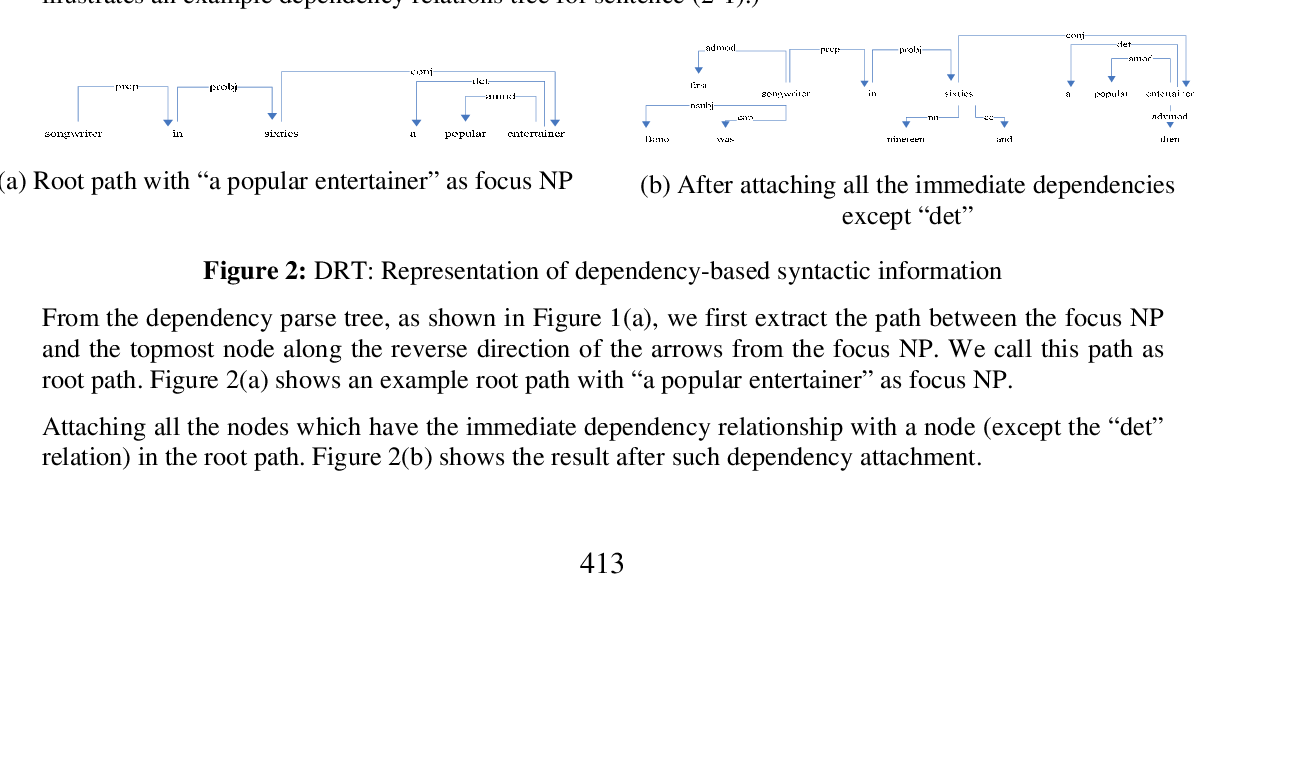 illustrates an example dependency relations tree for sentence (2-1).)
prep probj conj det amod
songwriter in sixties a popular entertainer
(a) Root path with “a popular entertainer” as focus NP
admod prep probj conj det amod
first songwriter in sixties a popular entertainer
nsubj cop nn cc advmod
was nineteen and then
(b) After attaching all the immediate dependencies
except “det”
Figure 2: DRT: Representation of dependency-based syntactic information
From the dependency parse tree, as shown in Figure 1(a), we first extract the path between the focus NP
and the topmost node along the reverse direction of the arrows from the focus NP. We call this path as
root path. Figure 2(a) shows an example root path with “a popular entertainer” as focus NP.
Attaching all the nodes which have the immediate dependency relationship with a node (except the “det”
relation) in the root path. Figure 2(b) shows the result after such dependency attachment.
413